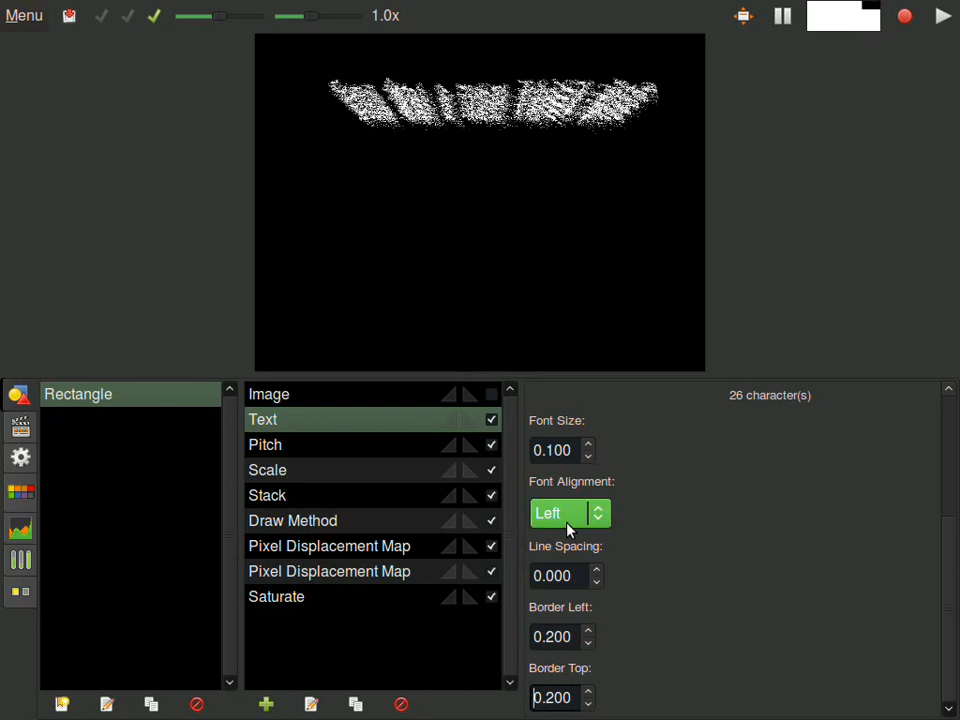 Menu
1.0x
Rectangle
Image
Text
Pitch
Scale
Stack
Draw Method
Pixel Displacement Map
Pixel Displacement Map
Saturate
26 character(s)
Font Size:
0.100
Font Alignment:
Left
Line Spacing:
0.000
Border Left:
0.200
Border Top:
0.200